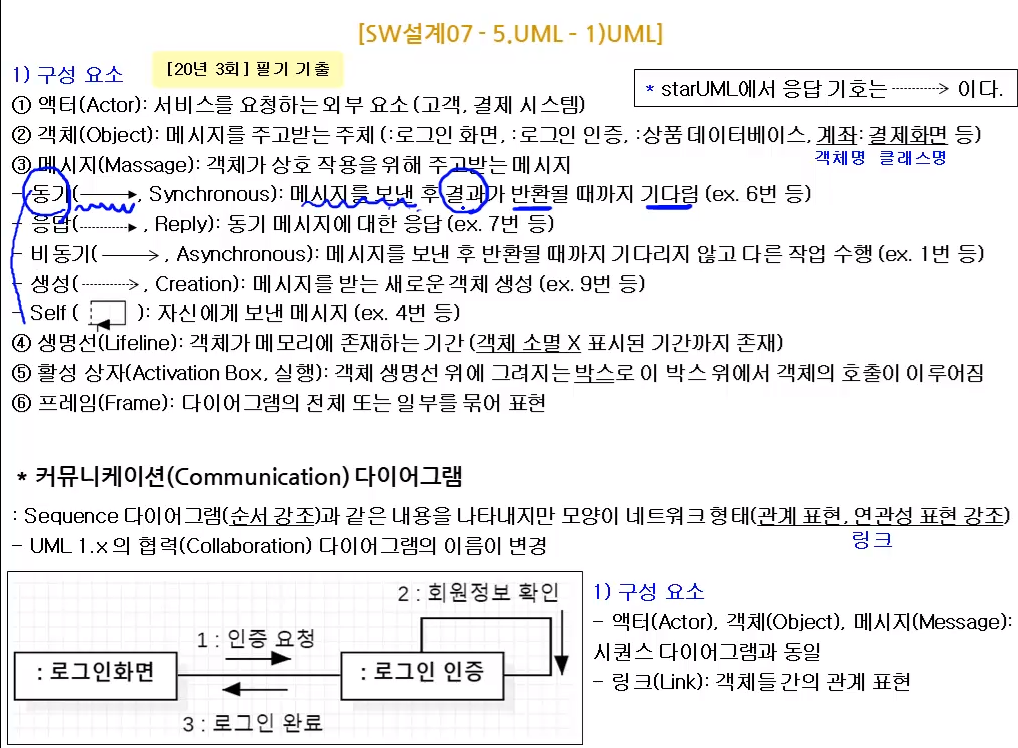 [SW설계07 - 5.UML - 1)UML]
1) 구성 요소
[20년 3회] 필기 기출
* starUML에서 응답 기호는 ----------> 이다.
① 액터(Actor): 서비스를 요청하는 외부 요소 (고객, 결제 시스템)
② 객체(Object): 메시지를 주고받는 주체 (:로그인 화면, :로그인 인증, :상품 데이터베이스, 계좌: 결제화면 등)
객체명 클래스명
③ 메시지(Massage): 객체가 상호 작용을 위해 주고받는 메시지
- 동기(, Synchronous): 메시지를 보낸 후 결과가 반환될 때까지 기다림 (ex. 6번 등)
- 응답(, Reply): 동기 메시지에 대한 응답 (ex. 7번 등)
- 비동기(, Asynchronous): 메시지를 보낸 후 반환될 때까지 기다리지 않고 다른 작업 수행 (ex. 1번 등)
- 생성(, Creation): 메시지를 받는 새로운 객체 생성 (ex. 9번 등)
- Self ( ): 자신에게 보낸 메시지 (ex. 4번 등)
④ 생명선(Lifeline): 객체가 메모리에 존재하는 기간 (객체 소멸 X 표시된 기간까지 존재)
⑤ 활성 상자(Activation Box, 실행): 객체 생명선 위에 그려지는 박스로 이 박스 위에서 객체의 호출이 이루어짐
⑥ 프레임(Frame): 다이어그램의 전체 또는 일부를 묶어 표현
* 커뮤니케이션(Communication) 다이어그램
: Sequence 다이어그램(순서 강조)과 같은 내용을 나타내지만 모양이 네트워크 형태(관계 표현, 연관성 표현 강조)
링크
- UML 1.x 의 협력(Collaboration) 다이어그램의 이름이 변경
2 : 회원정보 확인
1 : 인증 요청
: 로그인화면
: 로그인 인증
3 : 로그인 완료
1) 구성 요소
- 액터(Actor), 객체(Object), 메시지(Message):
시퀀스 다이어그램과 동일
- 링크(Link): 객체들 간의 관계 표현